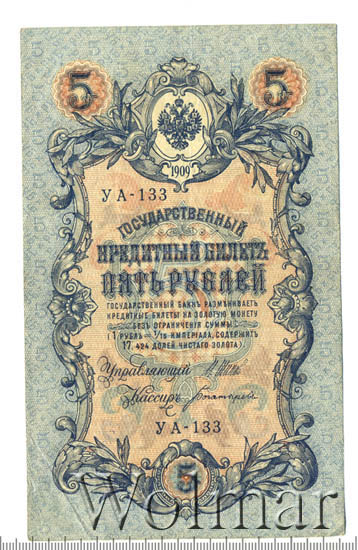 5 5
1909
УА-133
ГОСУДАРСТВЕННЫЙ
КРЕДИТНЫЙ БИЛЕТЪ
ПЯТЬ РУБЛЕЙ
ГОСУДАРСТВЕННЫЙ БАНКЪ РАЗМѢНИВАЕТЪ
КРЕДИТНЫЕ БИЛЕТЫ НА ЗОЛОТУЮ МОНЕТУ
БЕЗЪ ОГРАНИЧЕНІЯ СУММЫ
(1 РУБЛЬ = 1/15 ИМПЕРІАЛА, СОДЕРЖИТЪ
17,424 ДОЛЕЙ ЧИСТАГО ЗОЛОТА)
Управляющій
Кассиръ
УА-133
5
Wolmar